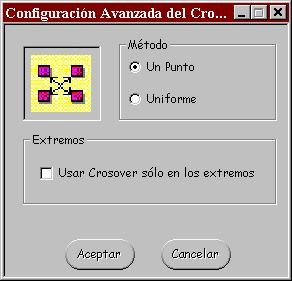 Configuración Avanzada del Cro...
Método
Un Punto
Uniforme
Extremos
Usar Crosover sólo en los extremos
Aceptar
Cancelar